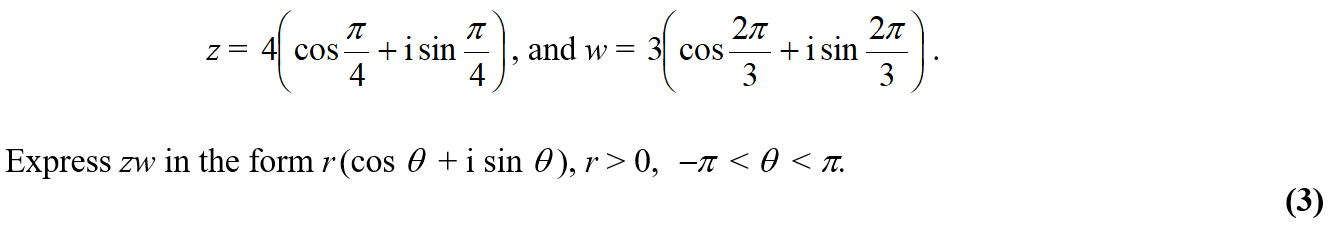 z = 4(cos π/4 + i sin π/4), and w = 3(cos 2π/3 + i sin 2π/3).
Express zw in the form r(cos θ + i sin θ), r > 0, −π < θ < π.
(3)